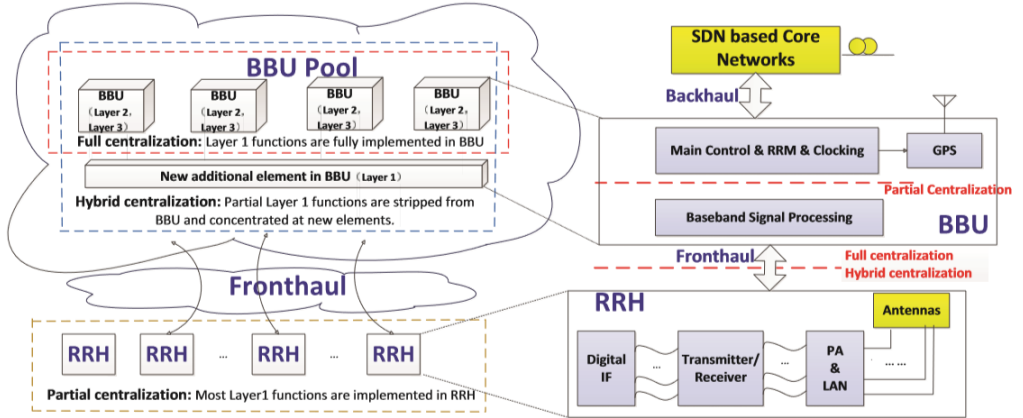 BBU Pool
BBU
(Layer 2,
Layer 3)
BBU
(Layer 2,
Layer 3)
BBU
(Layer 2,
Layer 3)
BBU
(Layer 2,
Layer 3)
Full centralization: Layer 1 functions are fully implemented in BBU
New additional element in BBU (Layer 1)
Hybrid centralization: Partial Layer 1 functions are stripped from
BBU and concentrated at new elements.
Fronthaul
RRH
RRH
...
RRH
...
RRH
Partial centralization: Most Layer1 functions are implemented in RRH
SDN based Core
Networks
Backhaul
Main Control & RRM & Clocking
GPS
Partial Centralization
Baseband Signal Processing
BBU
Fronthaul
Full centralization
Hybrid centralization
RRH
Antennas
Digital
IF
...
Transmitter/
Receiver
...
PA
&
LAN
... ...